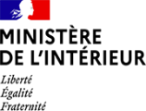 MINISTÈRE
DE L'INTÉRIEUR
Liberté
Égalité
Fraternité